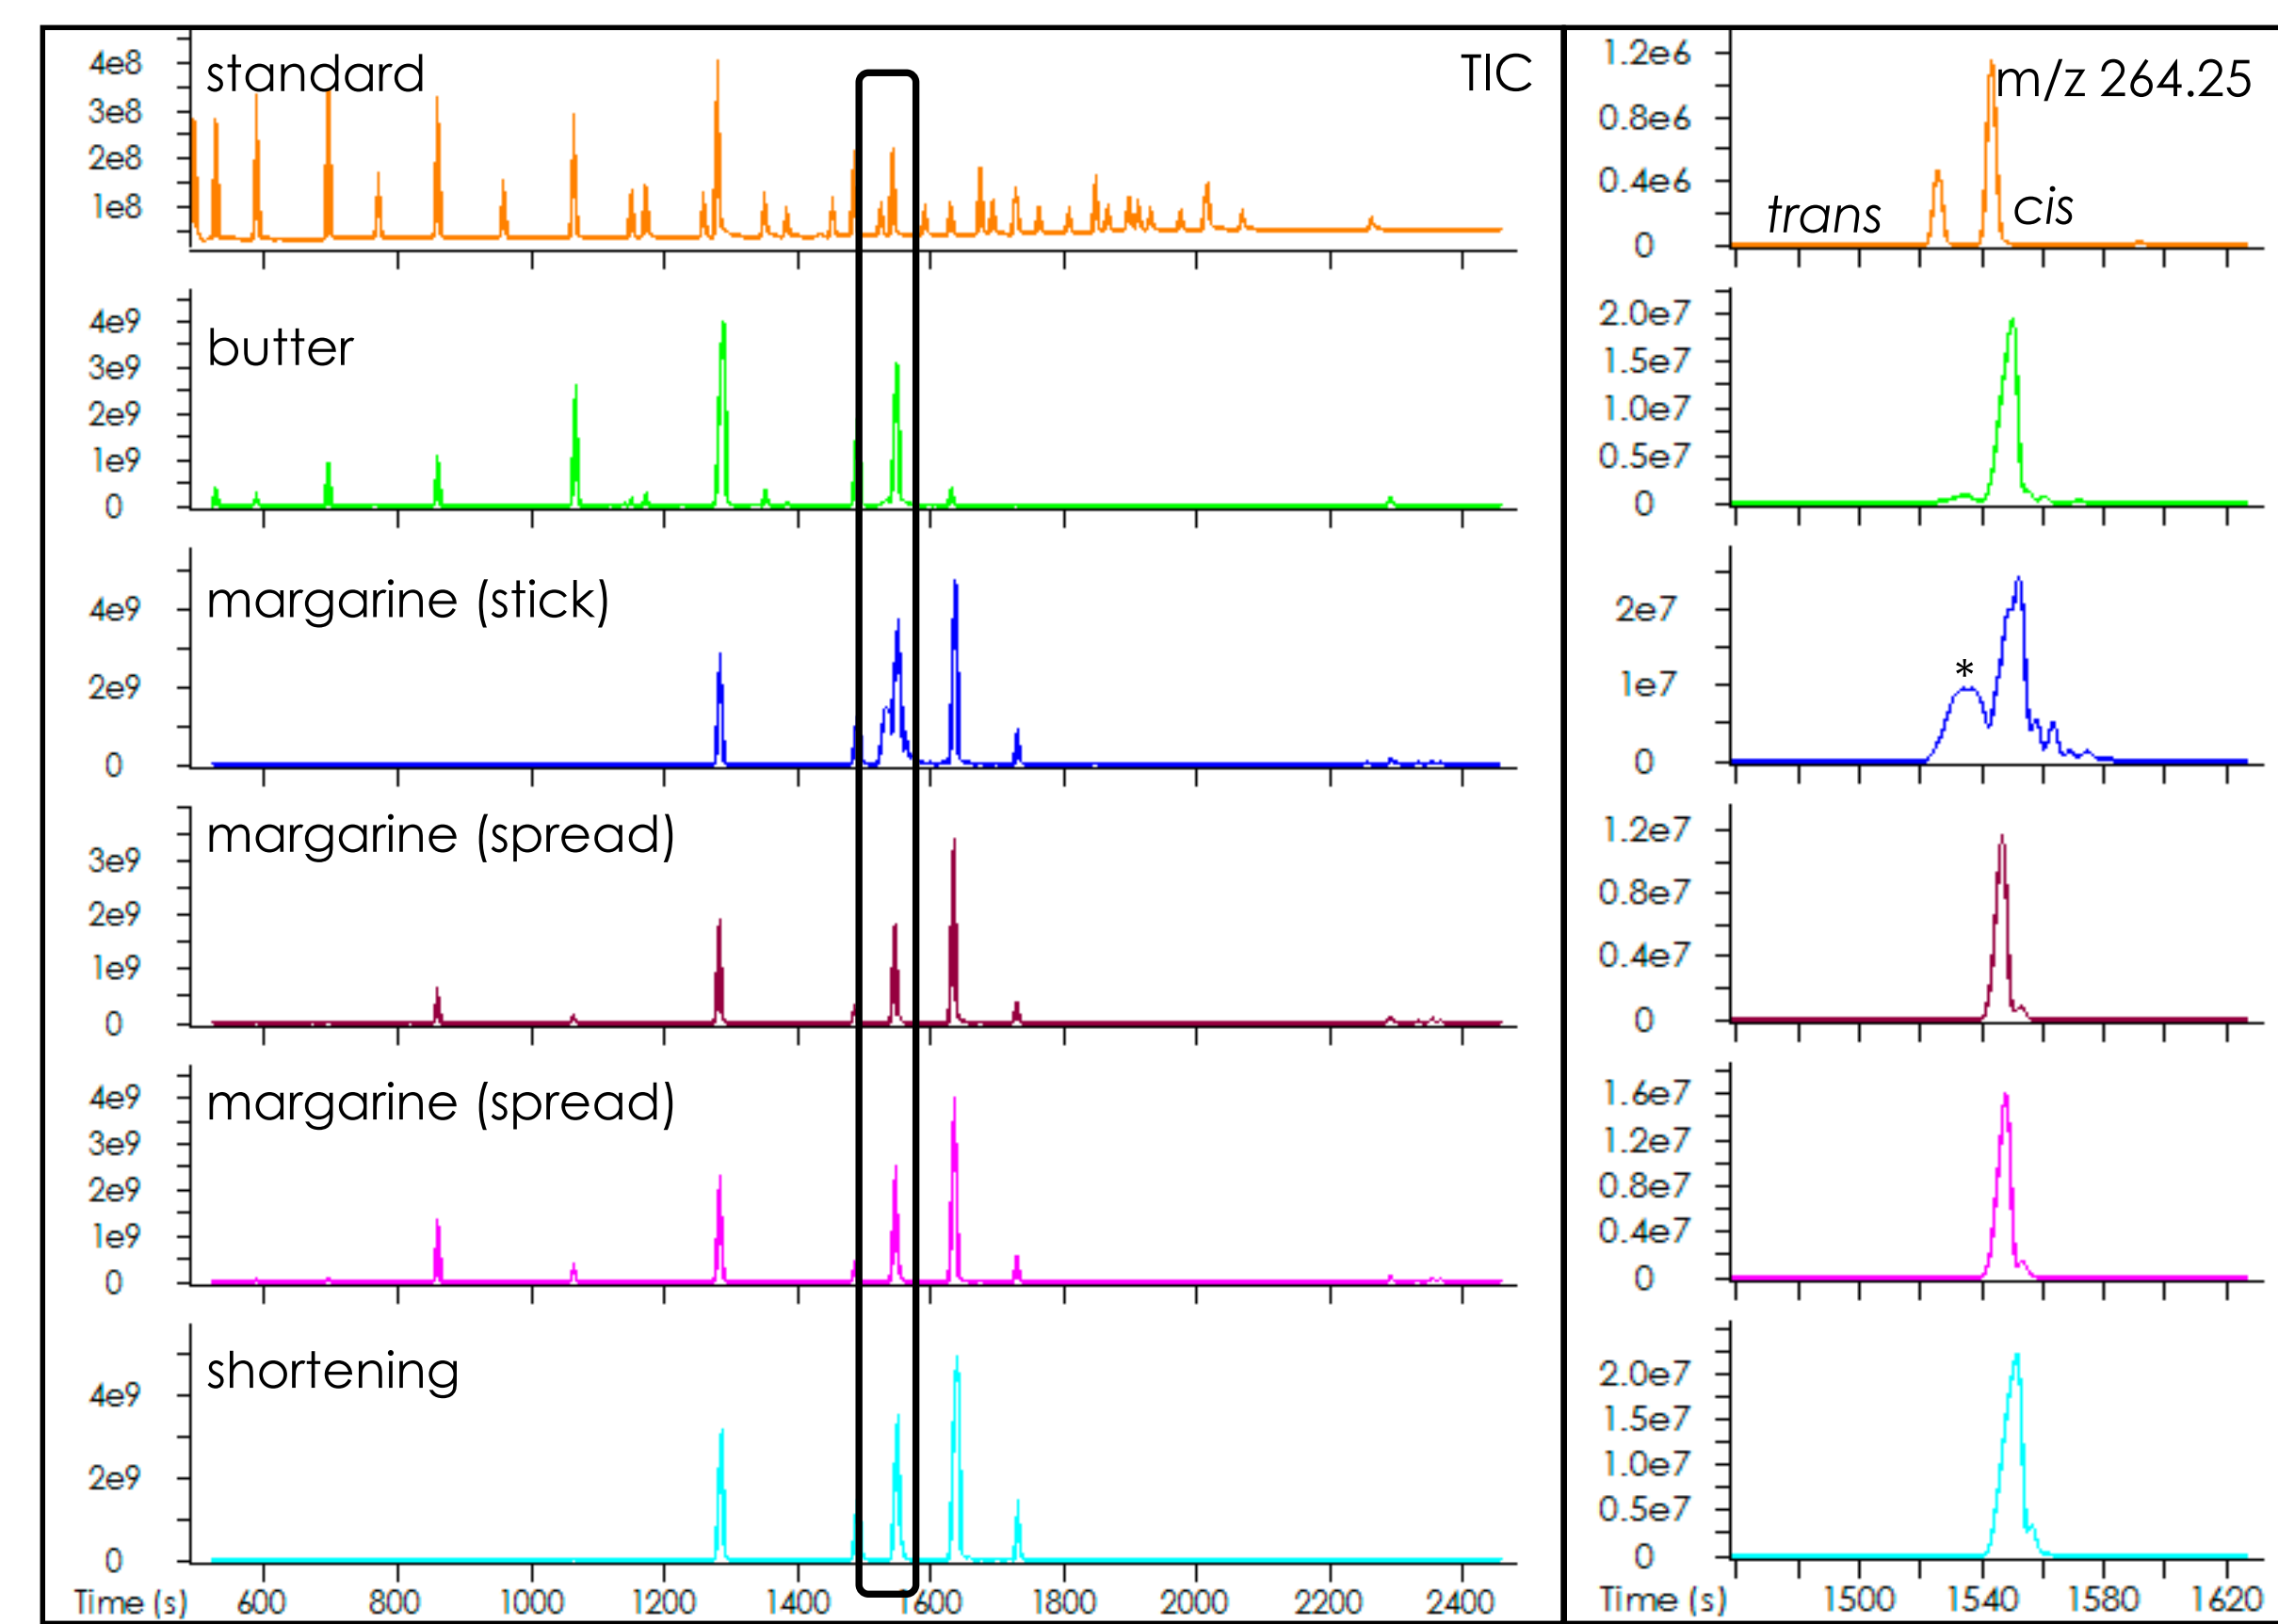 standard
TIC
4e8
3e8
2e8
1e8
m/z 264.25
1.2e6
0.8e6
0.4e6
0
trans
cis
butter
4e9
3e9
2e9
1e9
0
2.0e7
1.5e7
1.0e7
0.5e7
0
margarine (stick)
4e9
2e9
0
2e7
1e7
0
*
margarine (spread)
3e9
2e9
1e9
0
1.2e7
0.8e7
0.4e7
0
margarine (spread)
4e9
3e9
2e9
1e9
0
1.6e7
1.2e7
0.8e7
0.4e7
0
shortening
4e9
2e9
0
2.0e7
1.5e7
1.0e7
0.5e7
0
Time (s) 600 800 1000 1200 1400 1600 1800 2000 2200 2400
Time (s) 1500 1540 1580 1620